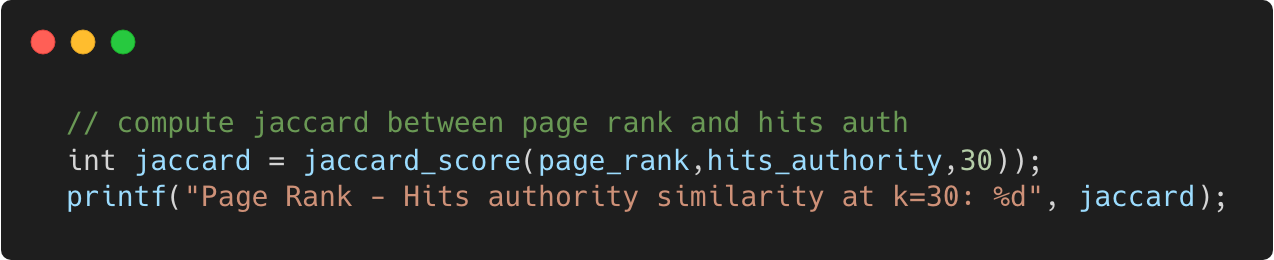 // compute jaccard between page rank and hits auth
int jaccard = jaccard_score(page_rank,hits_authority,30));
printf("Page Rank - Hits authority similarity at k=30: %d", jaccard);